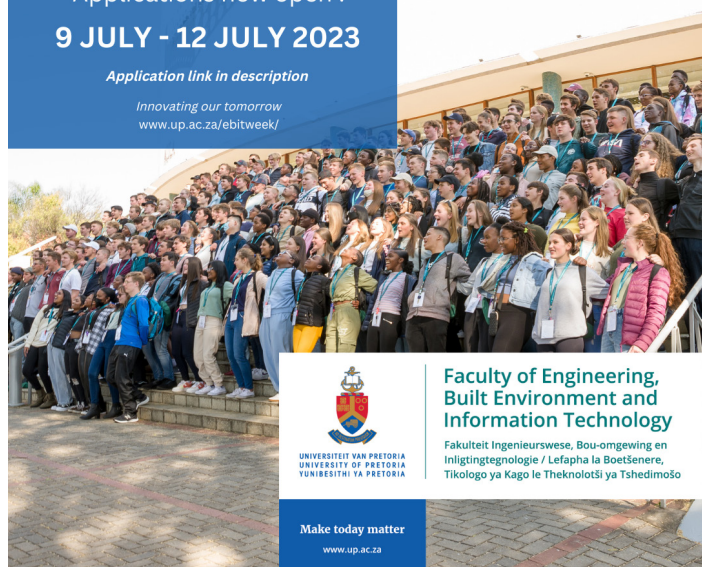 Applications now open !
9 JULY - 12 JULY 2023
Application link in description
Innovating our tomorrow
www.up.ac.za/ebitweek/
UNIVERSITEIT VAN PRETORIA
UNIVERSITY OF PRETORIA
YUNIBESITHI YA PRETORIA
Faculty of Engineering,
Built Environment and
Information Technology
Fakulteit Ingenieurswese, Bou-omgewing en
Inligtingtegnologie / Lefapha la Boetšenere,
Tikologo ya Kago le Theknolotši ya Tshedimošo
Make today matter
www.up.ac.za